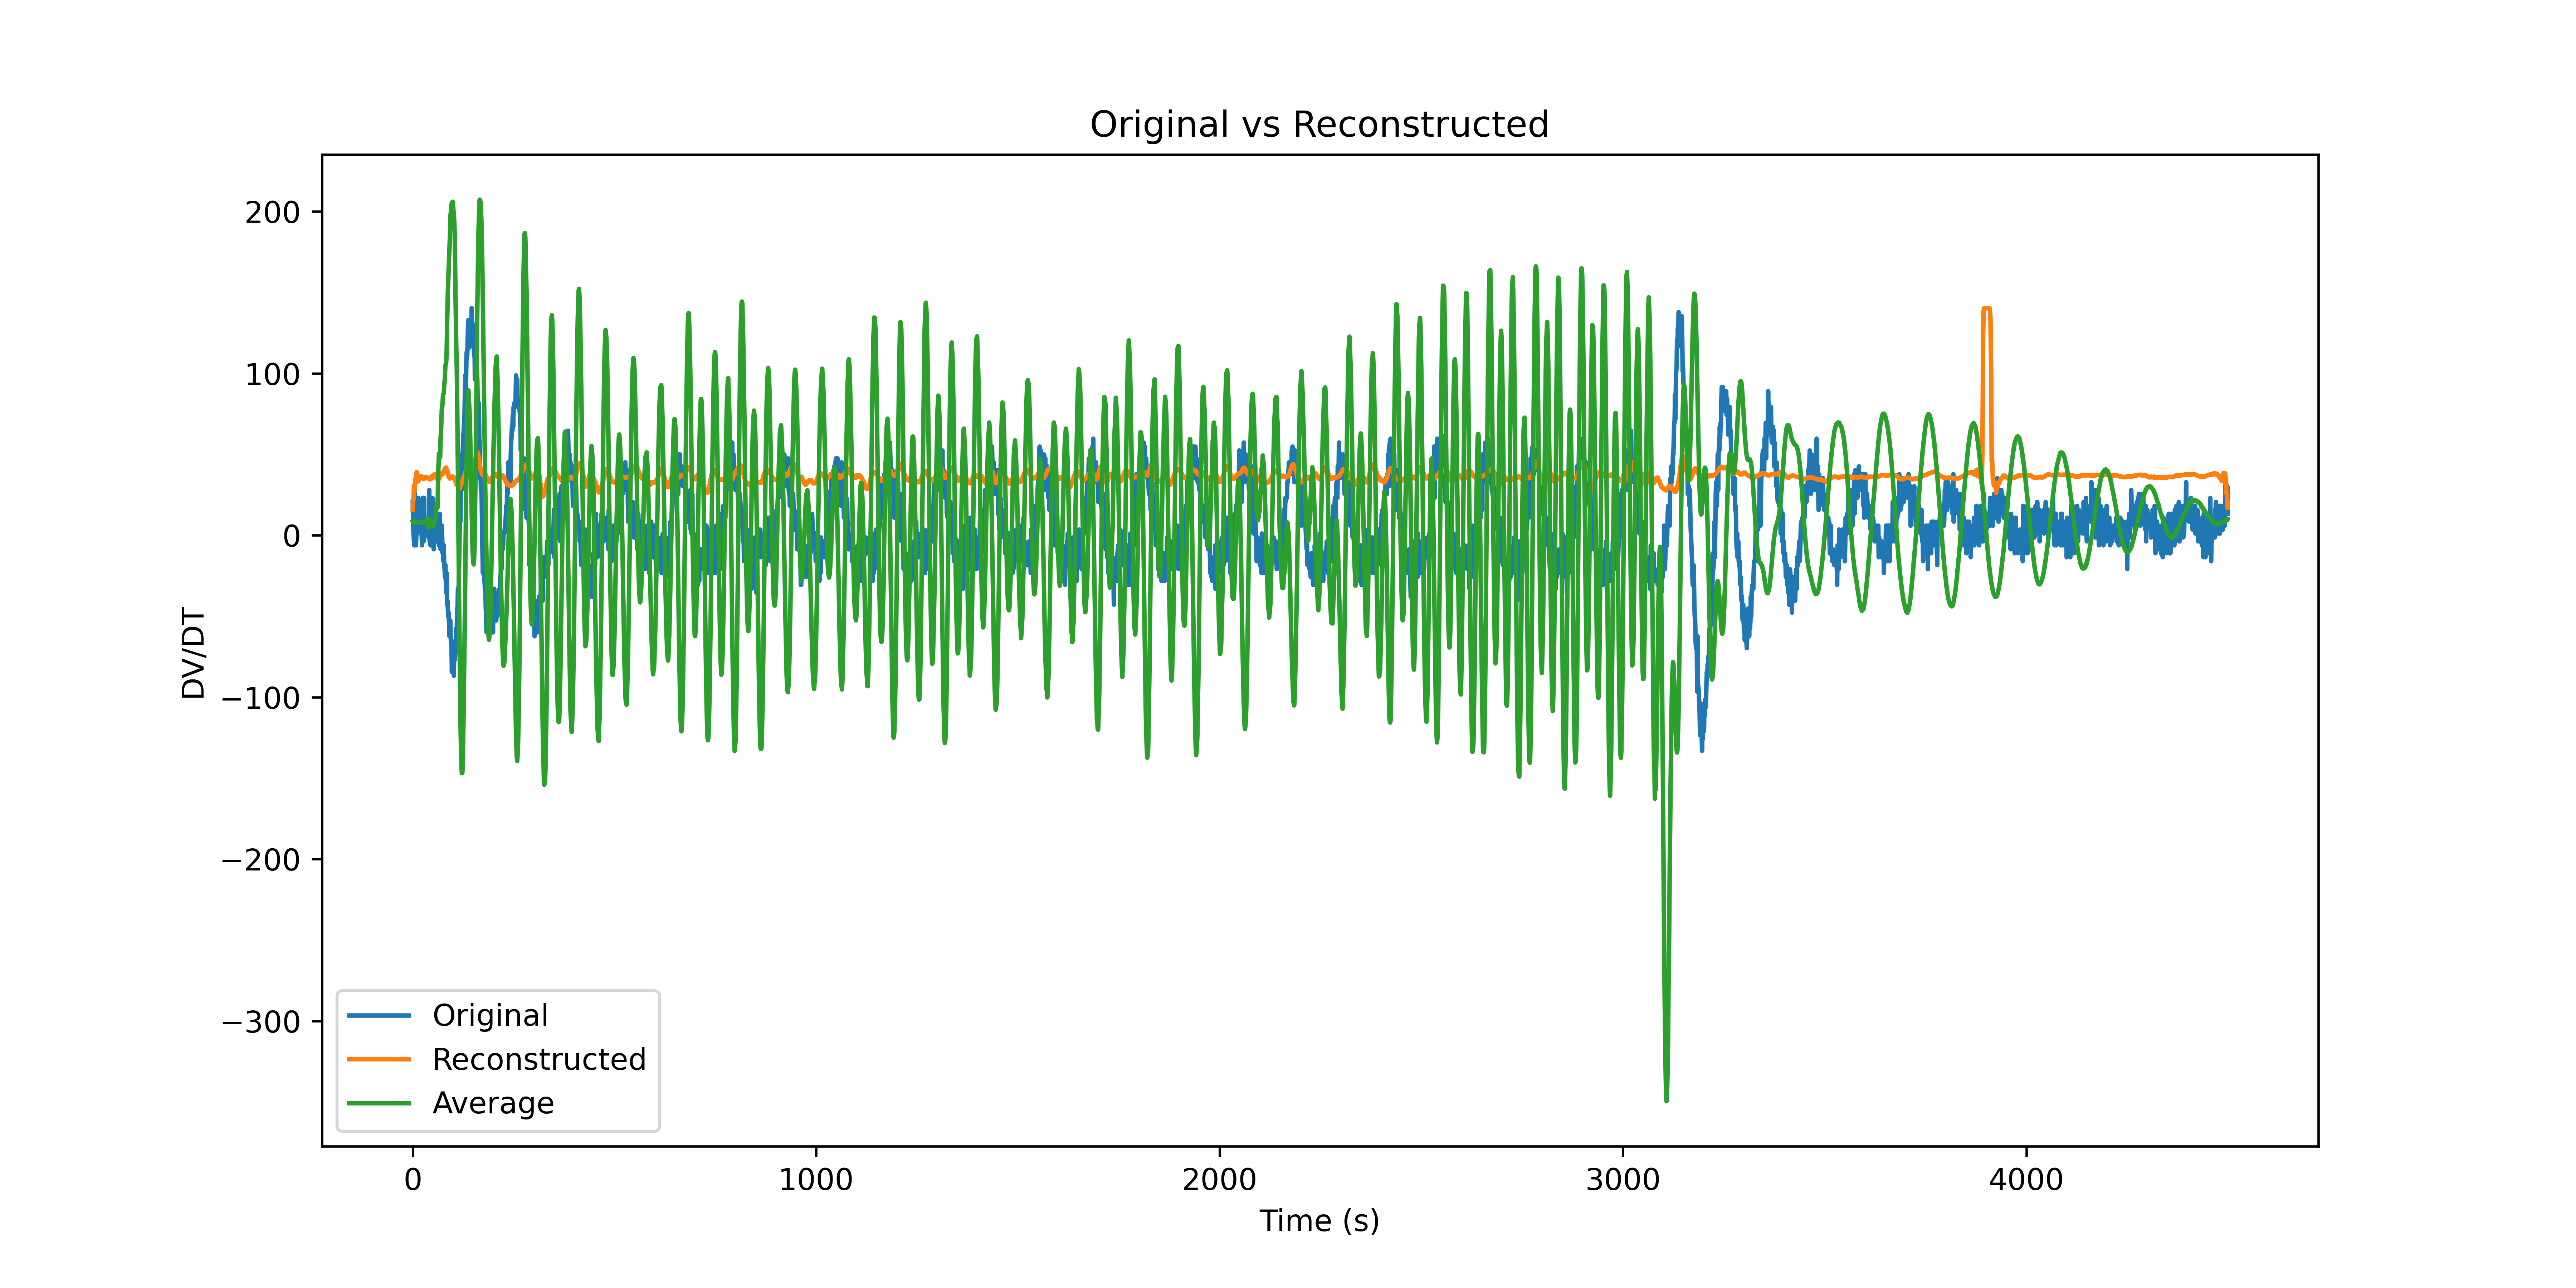 Original vs Reconstructed
200
100
0
−100
−200
−300
DV/DT
Original
Reconstructed
Average
0 1000 2000 3000 4000
Time (s)